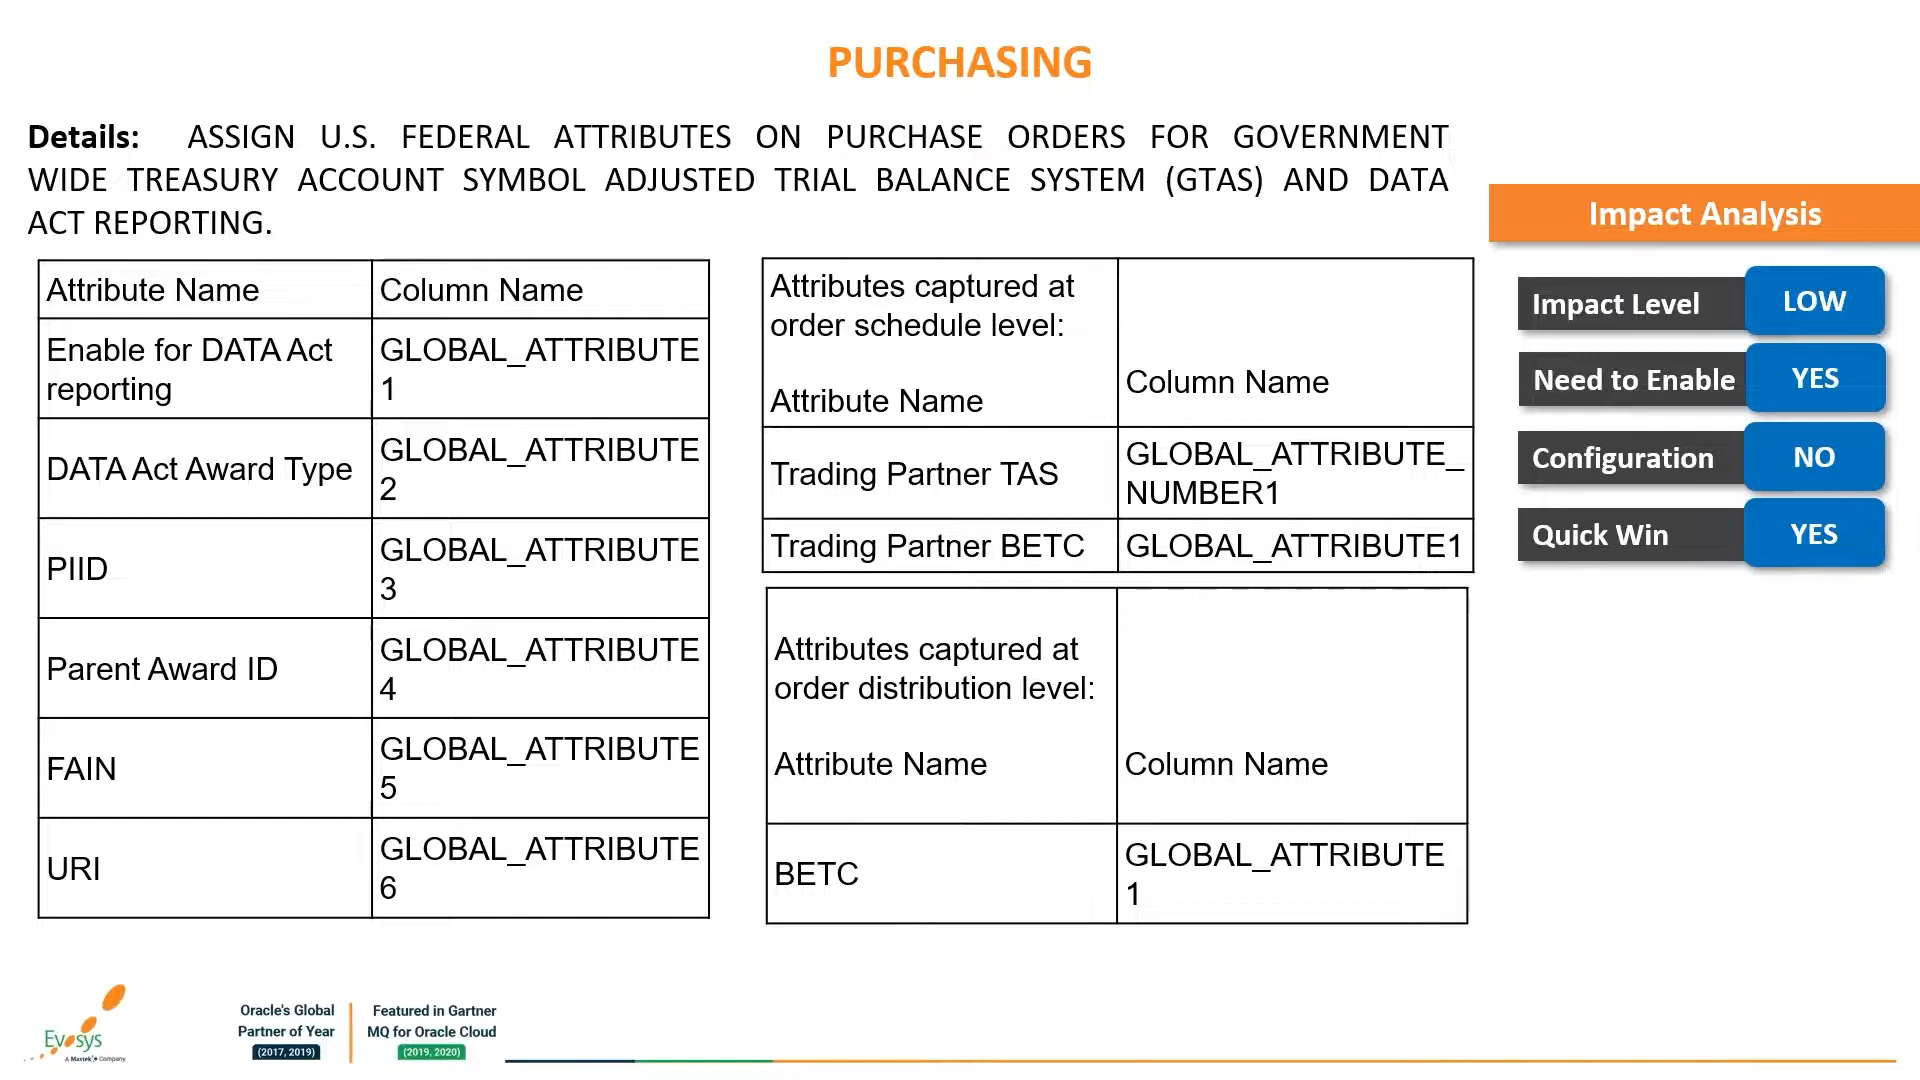 PURCHASING
Details: ASSIGN U.S. FEDERAL ATTRIBUTES ON PURCHASE ORDERS FOR GOVERNMENT
WIDE TREASURY ACCOUNT SYMBOL ADJUSTED TRIAL BALANCE SYSTEM (GTAS) AND DATA
ACT REPORTING.
Attribute Name
Column Name
Enable for DATA Act
reporting
GLOBAL_ATTRIBUTE
1
DATA Act Award Type
GLOBAL_ATTRIBUTE
2
PIID
GLOBAL_ATTRIBUTE
3
Parent Award ID
GLOBAL_ATTRIBUTE
4
FAIN
GLOBAL_ATTRIBUTE
5
URI
GLOBAL_ATTRIBUTE
6
Attributes captured at
order schedule level:
Attribute Name
Column Name
Trading Partner TAS
GLOBAL_ATTRIBUTE_
NUMBER1
Trading Partner BETC
GLOBAL_ATTRIBUTE1
Attributes captured at
order distribution level:
Attribute Name
Column Name
BETC
GLOBAL_ATTRIBUTE
1
Impact Analysis
Impact Level
LOW
Need to Enable
YES
Configuration
NO
Quick Win
YES
Evosys
A Mastek Company
Oracle's Global
Partner of Year
(2017, 2019)
Featured in Gartner
MQ for Oracle Cloud
(2019, 2020)